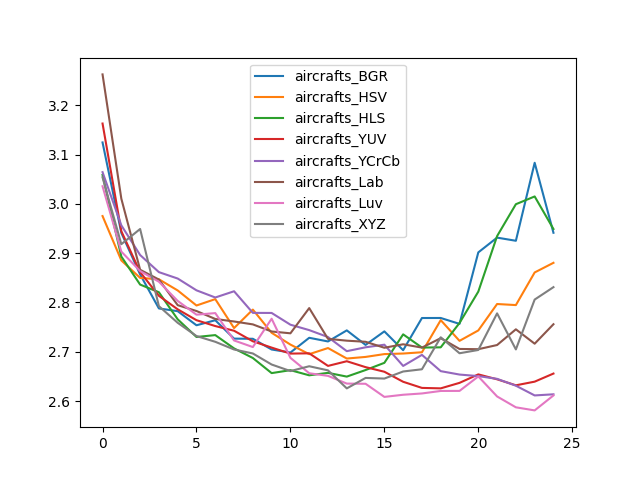 aircrafts_BGR
aircrafts_HSV
aircrafts_HLS
aircrafts_YUV
aircrafts_YCrCb
aircrafts_Lab
aircrafts_Luv
aircrafts_XYZ
3.2
3.1
3.0
2.9
2.8
2.7
2.6
0 5 10 15 20 25